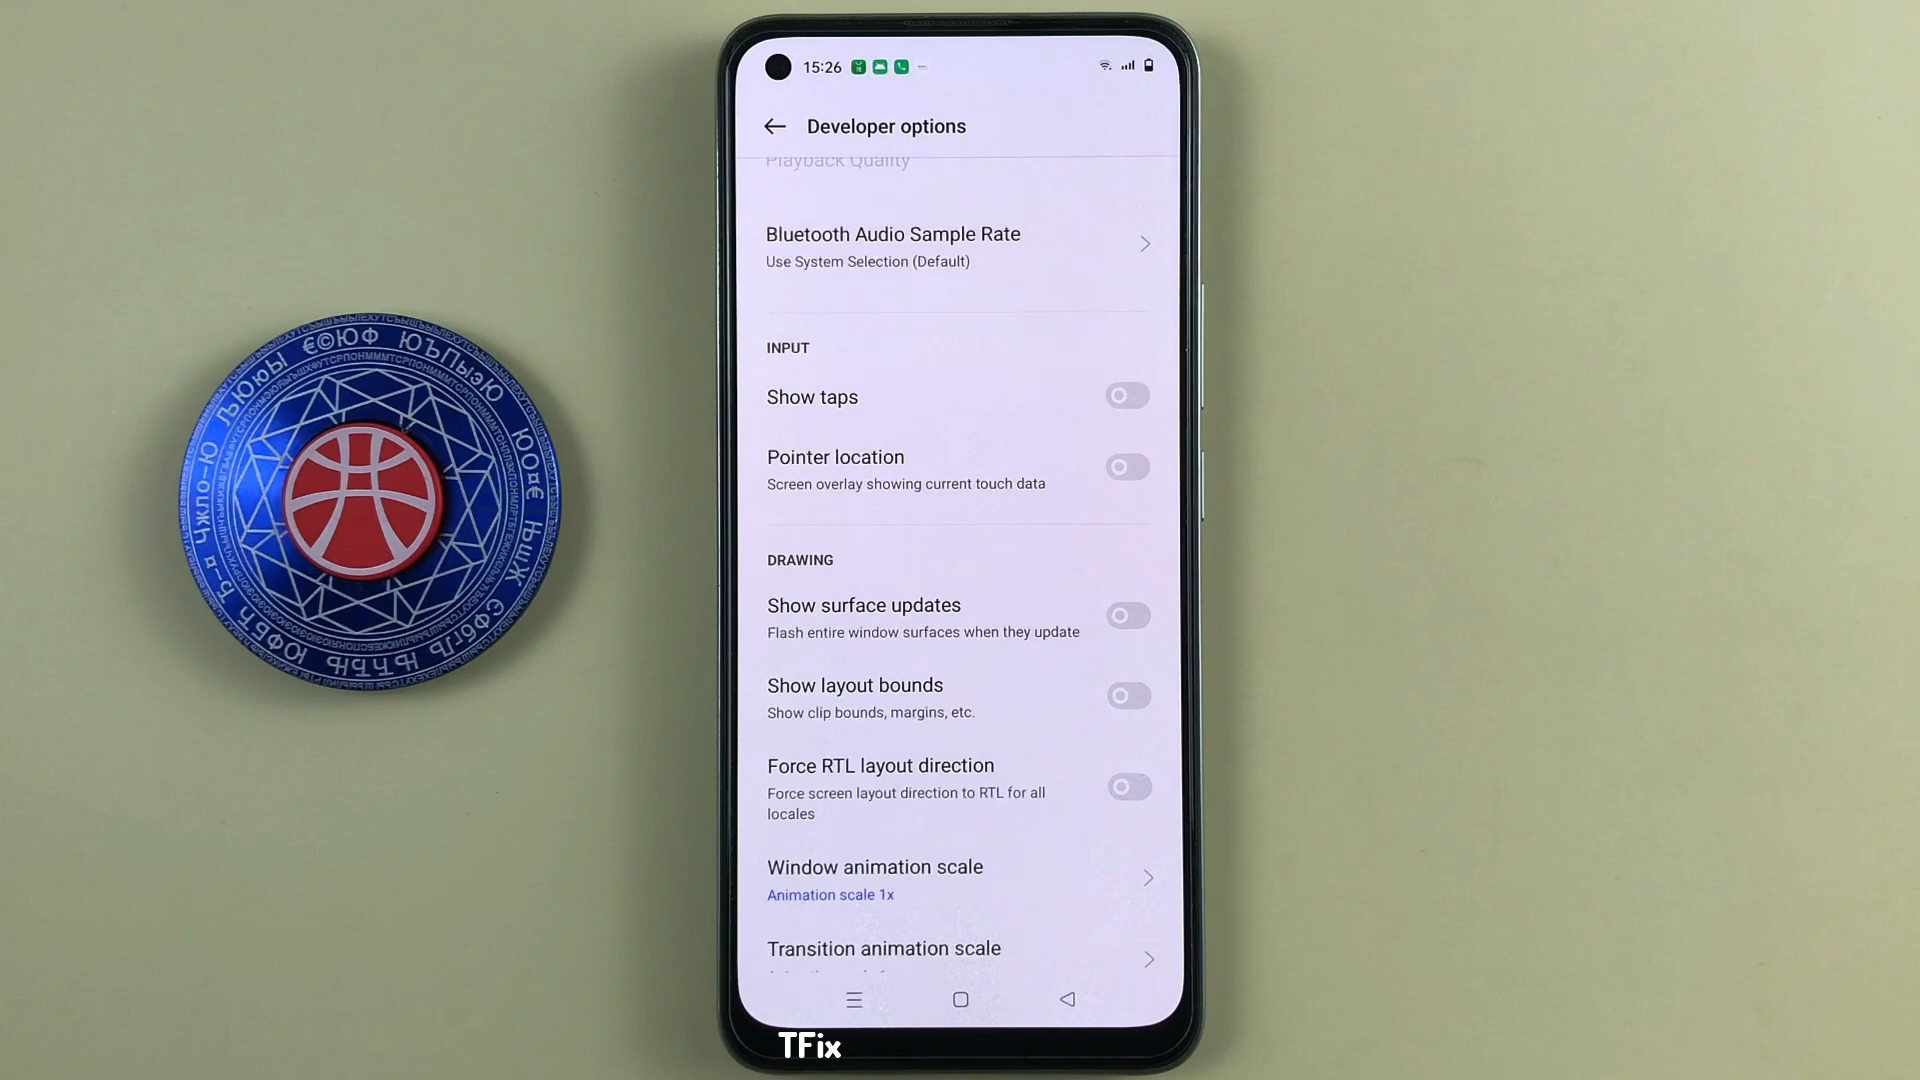 15:26
Developer options
Playback Quality
Bluetooth Audio Sample Rate
Use System Selection (Default)
INPUT
Show taps
Pointer location
Screen overlay showing current touch data
DRAWING
Show surface updates
Flash entire window surfaces when they update
Show layout bounds
Show clip bounds, margins, etc.
Force RTL layout direction
Force screen layout direction to RTL for all
locales
Window animation scale
Animation scale 1x
Transition animation scale
TFix